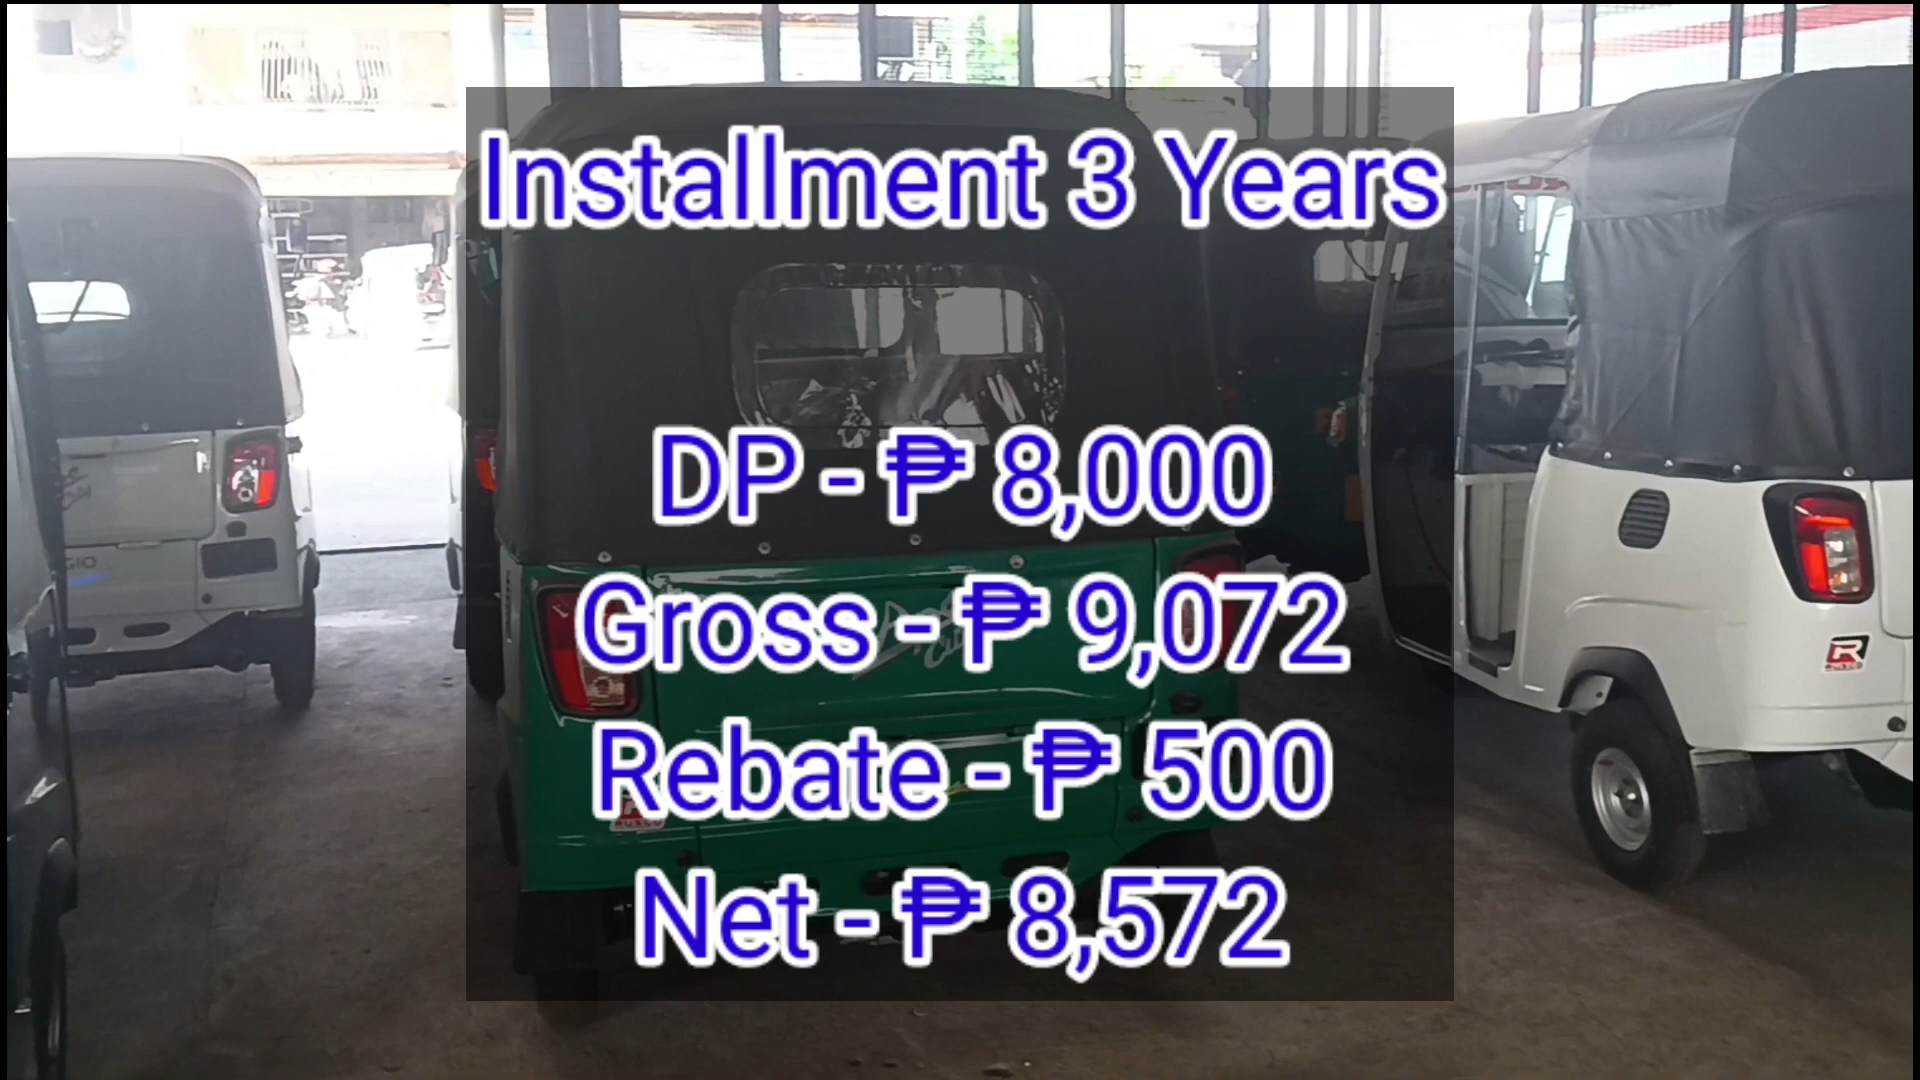 Installment 3 Years
DP - ₱ 8,000
Gross - ₱ 9,072
Rebate - ₱ 500
Net - ₱ 8,572
R